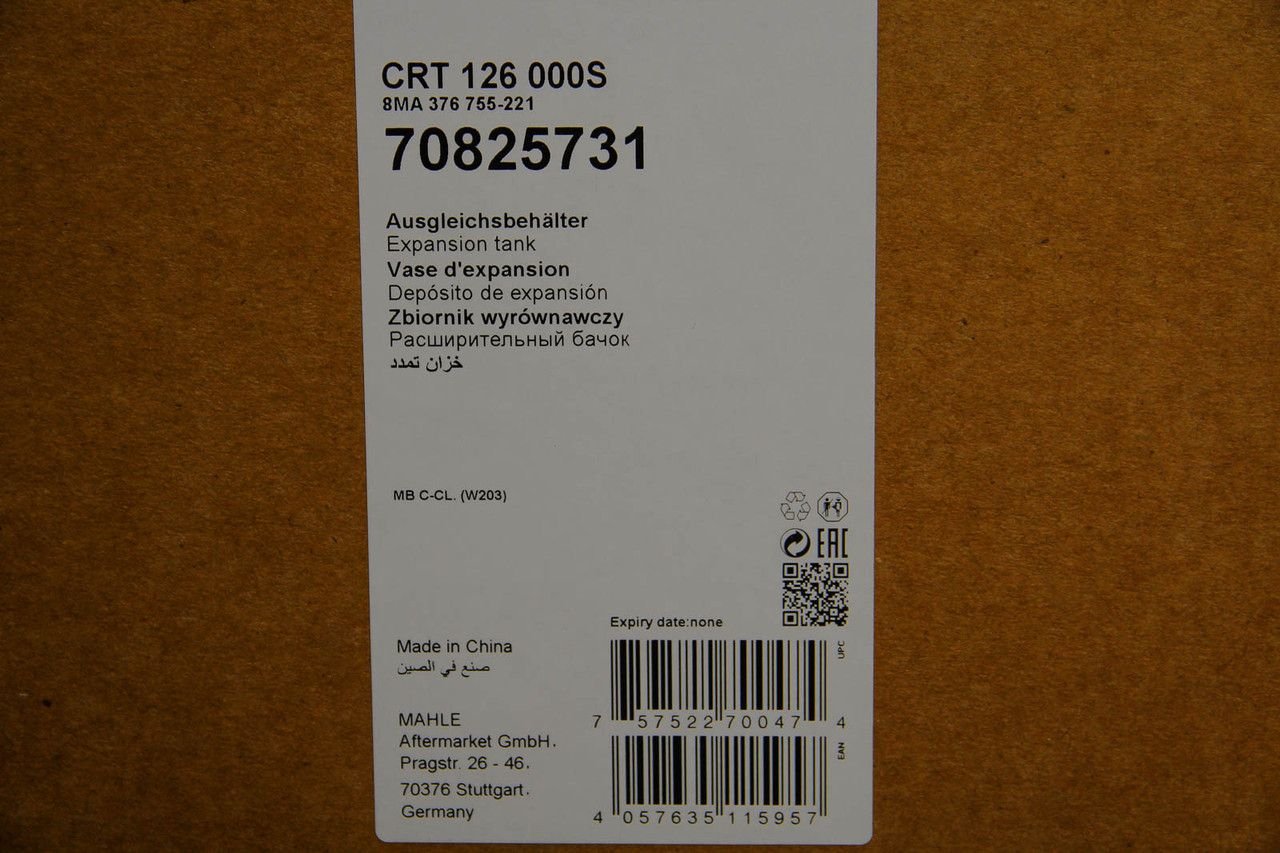 CRT 126 000S
8MA 376 755-221
70825731
Ausgleichsbehälter
Expansion tank
Vase d'expansion
Depósito de expansión
Zbiornik wyrównawczy
Расширительный бачок
خزان تمدد
MB C-CL. (W203)
EAC
Expiry date:none
Made in China
صنع في الصين
UPC
7 57522 70047 4
MAHLE
Aftermarket GmbH.
Pragstr. 26 - 46.
70376 Stuttgart.
Germany
EAN
4 057635 115957